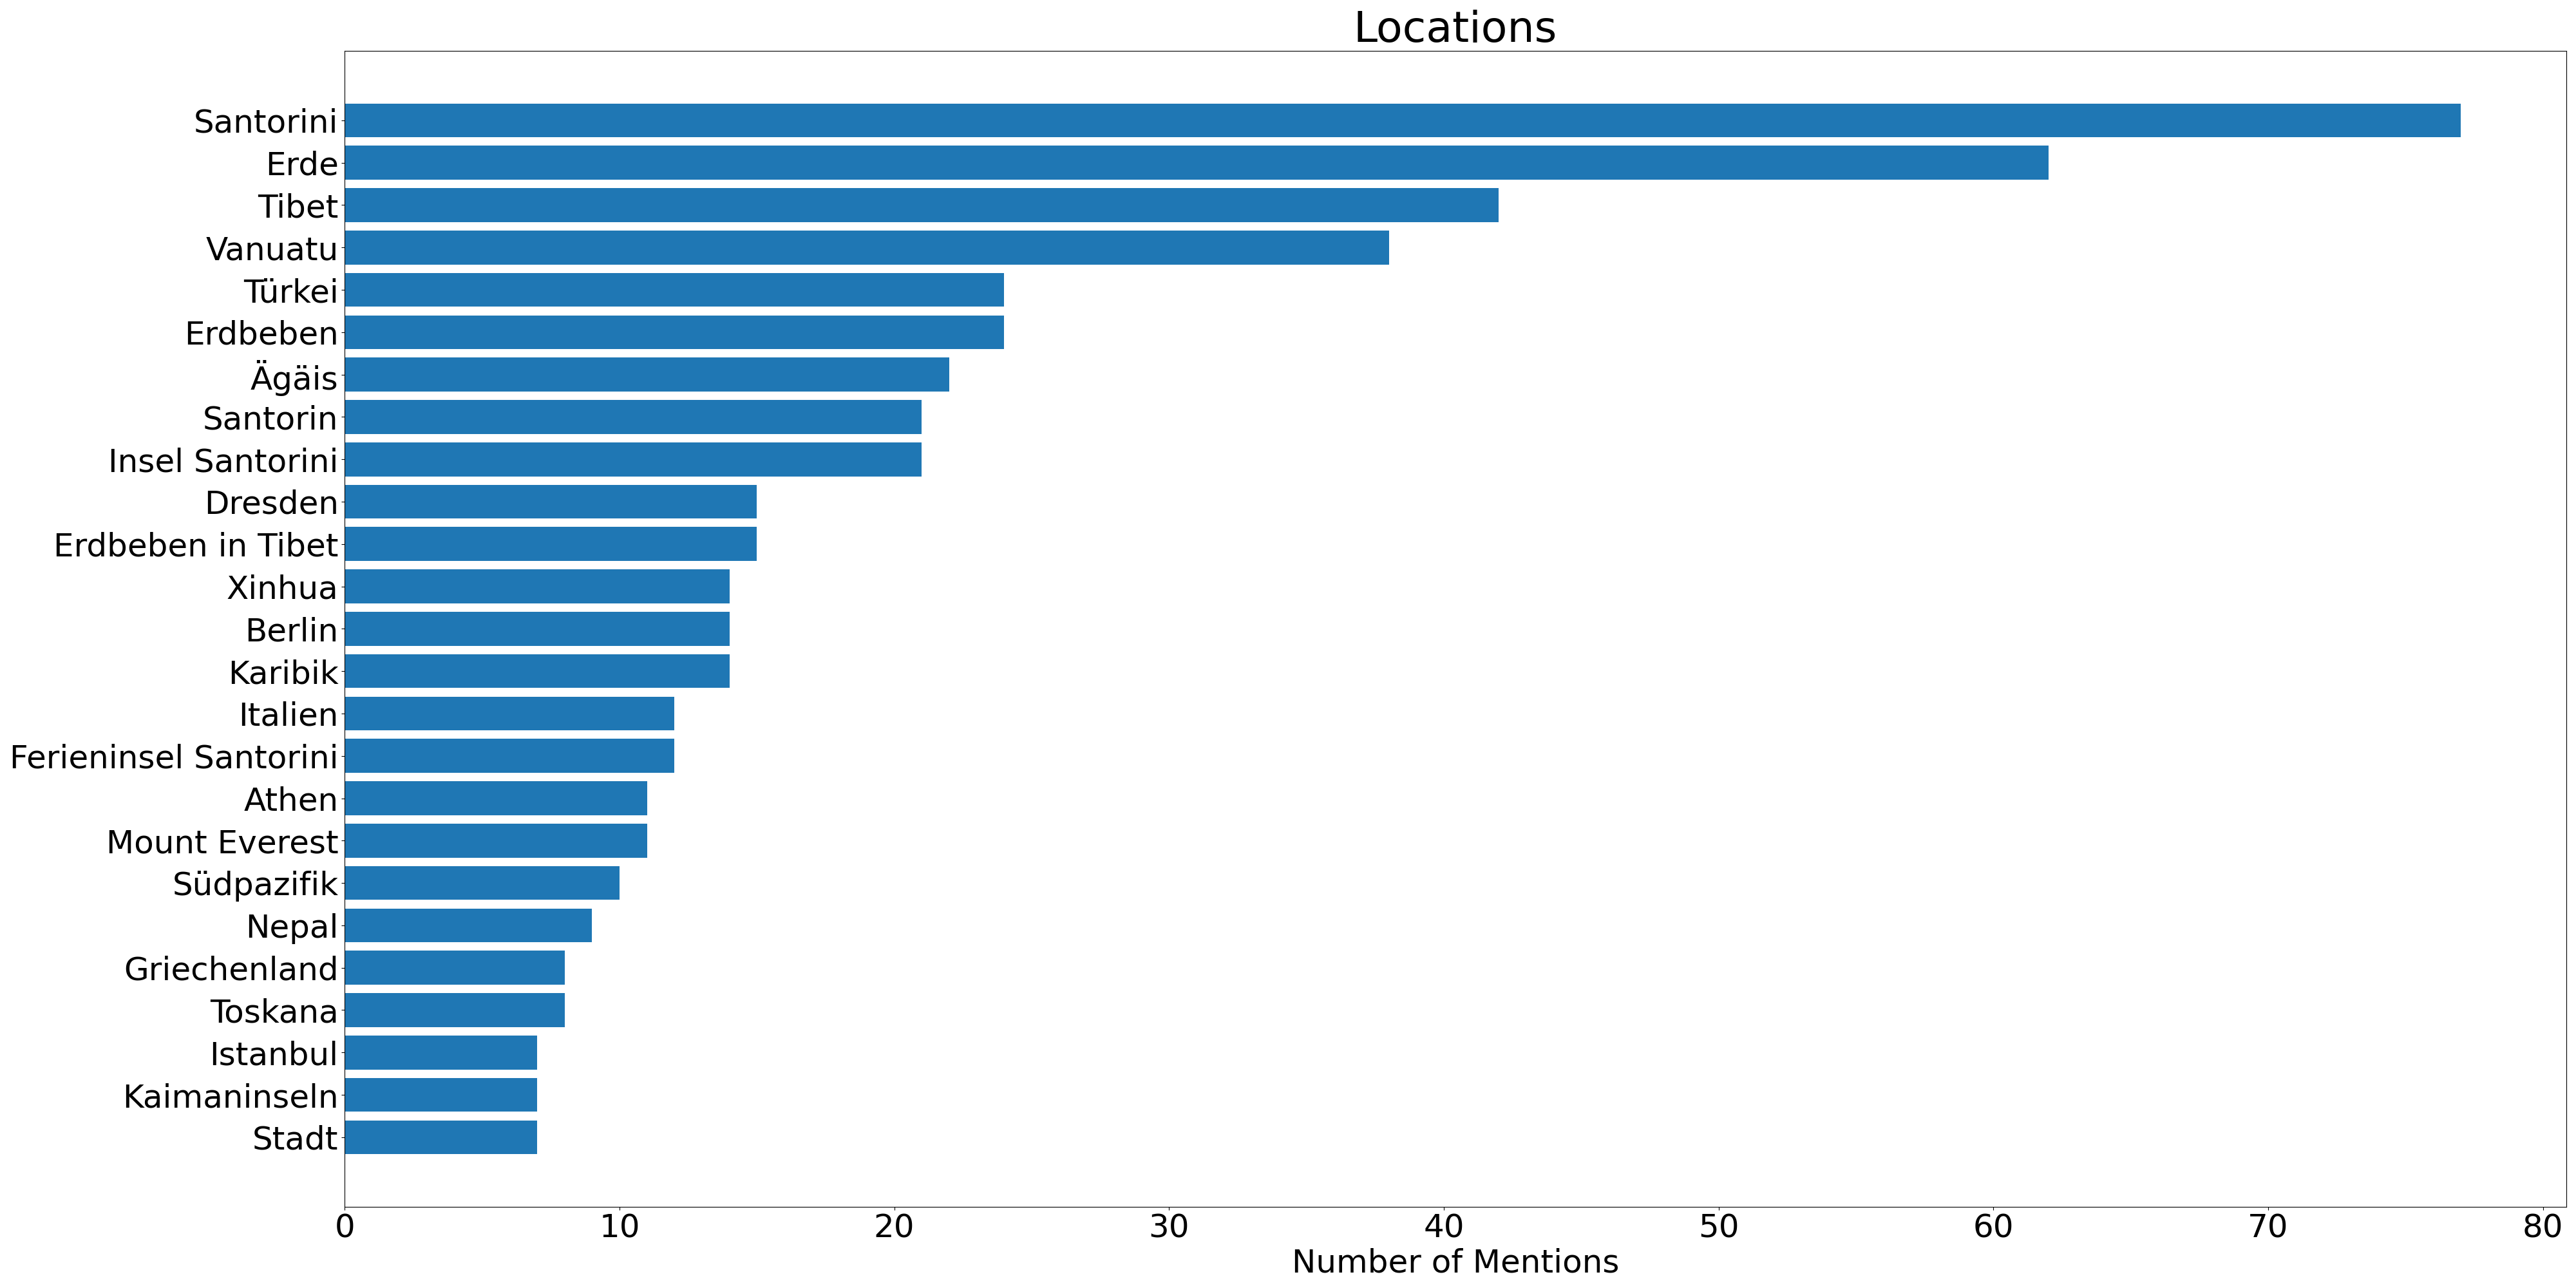 Locations
Santorini
Erde
Tibet
Vanuatu
Türkei
Erdbeben
Ägäis
Santorin
Insel Santorini
Dresden
Erdbeben in Tibet
Xinhua
Berlin
Karibik
Italien
Ferieninsel Santorini
Athen
Mount Everest
Südpazifik
Nepal
Griechenland
Toskana
Istanbul
Kaimaninseln
Stadt
0 10 20 30 40 50 60 70 80
Number of Mentions